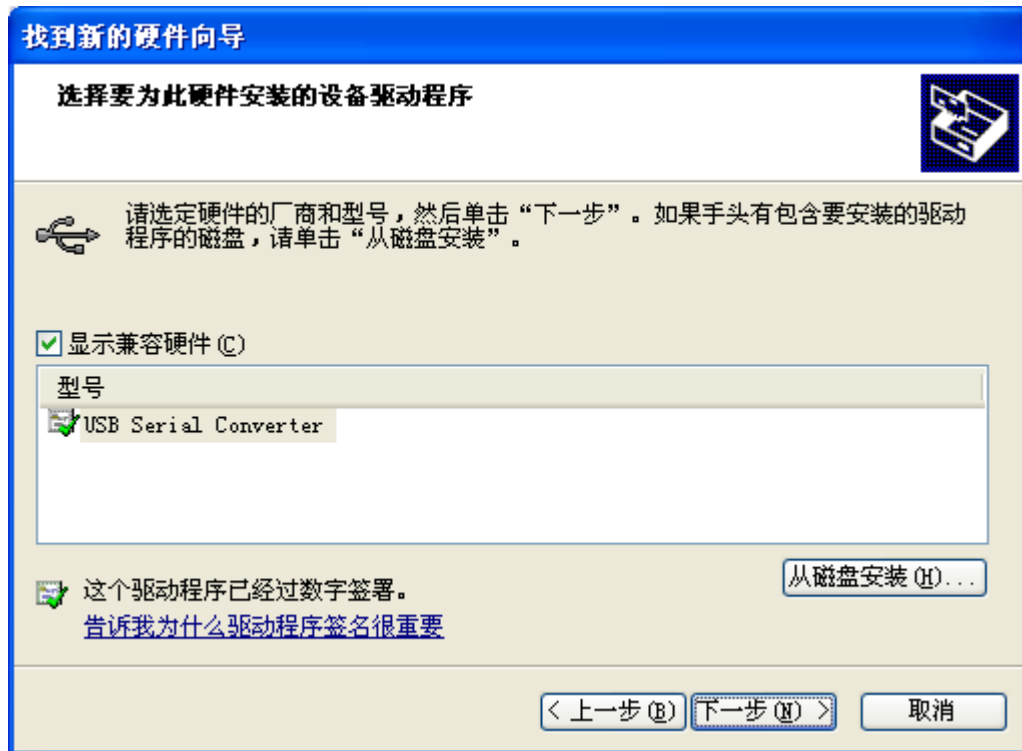 找到新的硬件向导
选择要为此硬件安装的设备驱动程序
请选定硬件的厂商和型号，然后单击“下一步”。如果手头有包含要安装的驱动
程序的磁盘，请单击“从磁盘安装”。
显示兼容硬件(C)
型号
USB Serial Converter
这个驱动程序已经过数字签署。
从磁盘安装(H)...
告诉我为什么驱动程序签名很重要
< 上一步(B)
下一步(N) >
取消